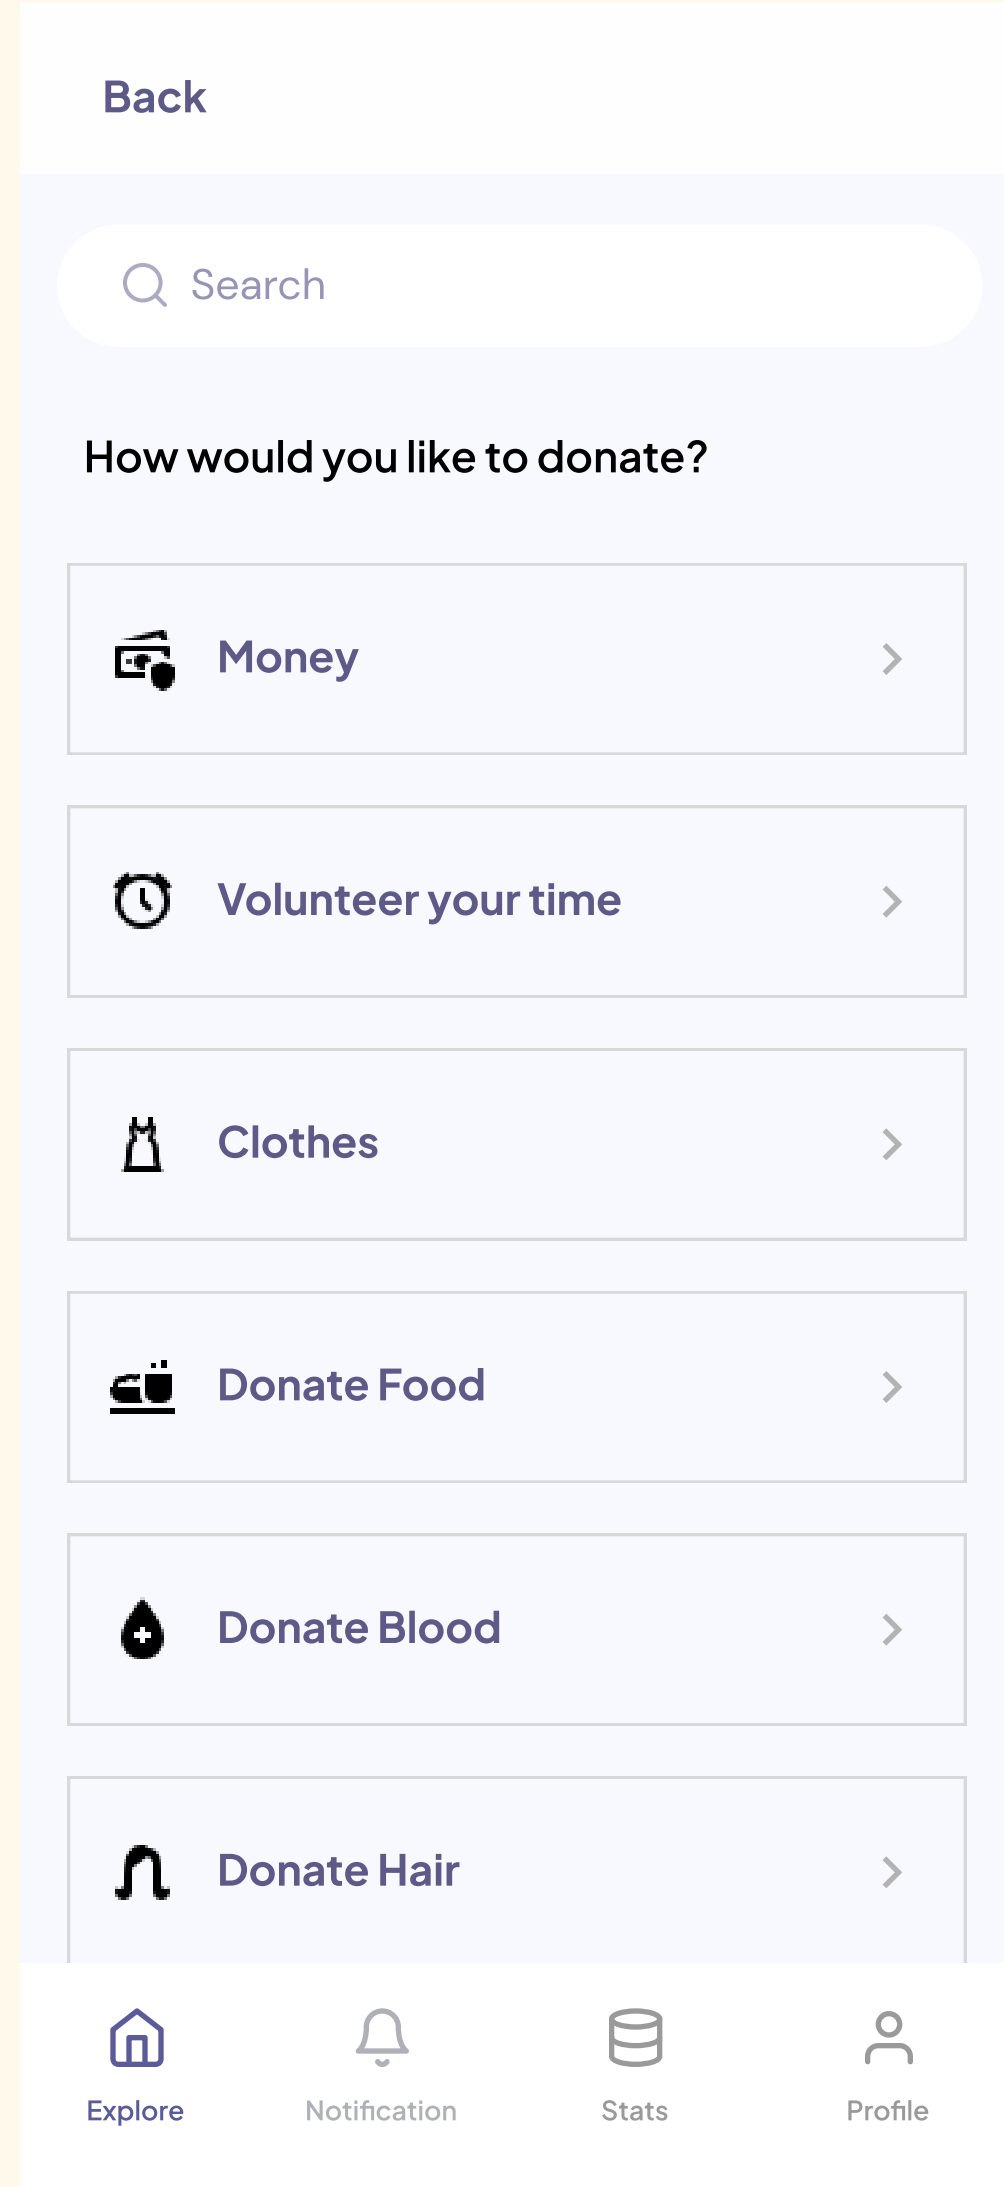 Back
Search
How would you like to donate?
Money
Volunteer your time
Clothes
Donate Food
Donate Blood
Donate Hair
Explore
Notification
Stats
Profile